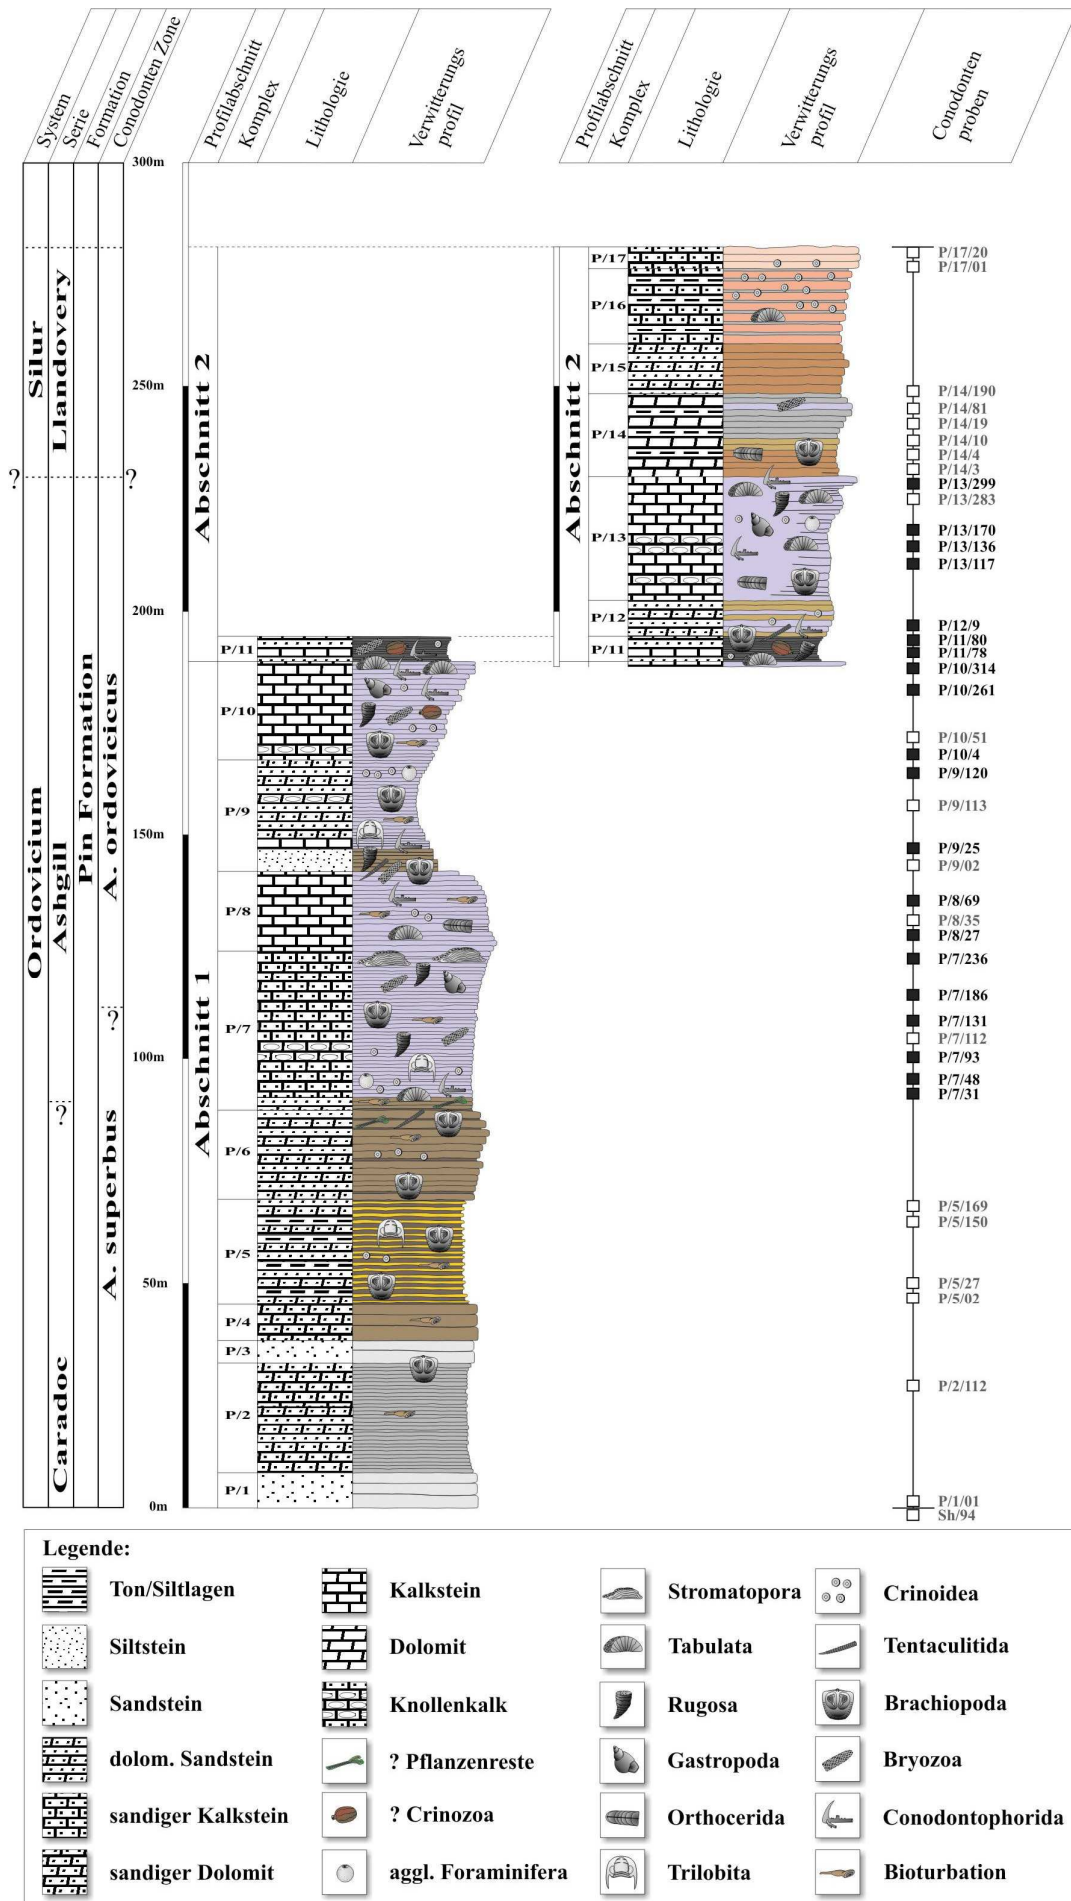 System
Serie
Formation
Conodonten Zone
Profilabschnitt
Komplex
Lithologie
Verwitterungs
profil
Profilabschnitt
Komplex
Lithologie
Verwitterungs
profil
Conodonten
proben
300m
250m
200m
150m
100m
50m
0m
Silur
Llandovery
?
?
Ordovicium
Ashgill
Pin Formation
A. ordovicicus
?
?
Caradoc
A. superbus
Abschnitt 2
Abschnitt 1
P/11
P/10
P/9
P/8
P/7
P/6
P/5
P/4
P/3
P/2
P/1
Abschnitt 2
P/17
P/16
P/15
P/14
P/13
P/12
P/11
P/17/20
P/17/01
P/14/190
P/14/81
P/14/19
P/14/10
P/14/4
P/14/3
P/13/299
P/13/283
P/13/170
P/13/136
P/13/117
P/12/9
P/11/80
P/11/78
P/10/314
P/10/261
P/10/51
P/10/4
P/9/120
P/9/113
P/9/25
P/9/02
P/8/69
P/8/35
P/8/27
P/7/236
P/7/186
P/7/131
P/7/112
P/7/93
P/7/48
P/7/31
P/5/169
P/5/150
P/5/27
P/5/02
P/2/112
P/1/01
Sh/94
Legende:
Ton/Siltlagen
Siltstein
Sandstein
dolom. Sandstein
sandiger Kalkstein
sandiger Dolomit
Kalkstein
Dolomit
Knollenkalk
? Pflanzenreste
? Crinozoa
aggl. Foraminifera
Stromatopora
Tabulata
Rugosa
Gastropoda
Orthocerida
Trilobita
Crinoidea
Tentaculitida
Brachiopoda
Bryozoa
Conodontophorida
Bioturbation